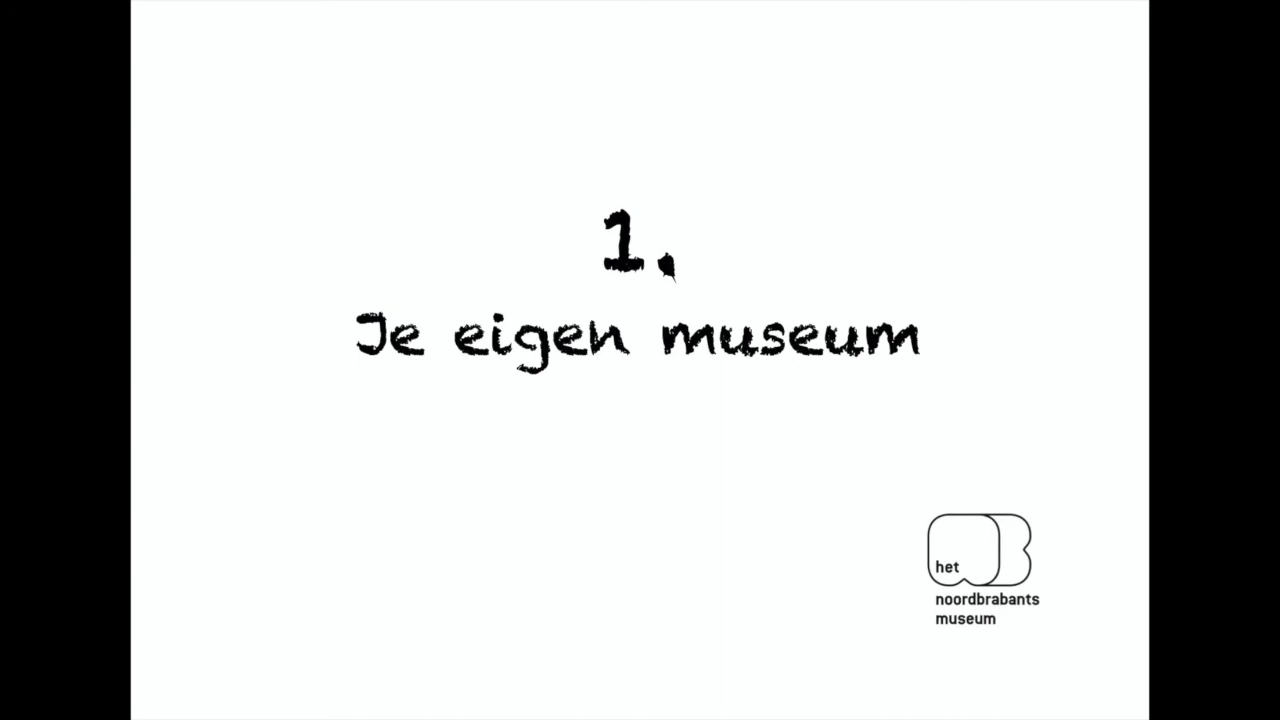 1.
Je eigen museum
het
noordbrabants
museum